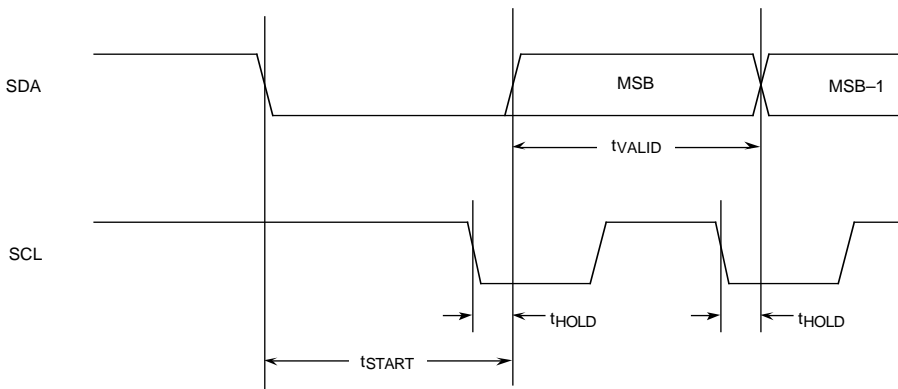 SDA
MSB
MSB–1
tVALID
SCL
tHOLD
tHOLD
tSTART